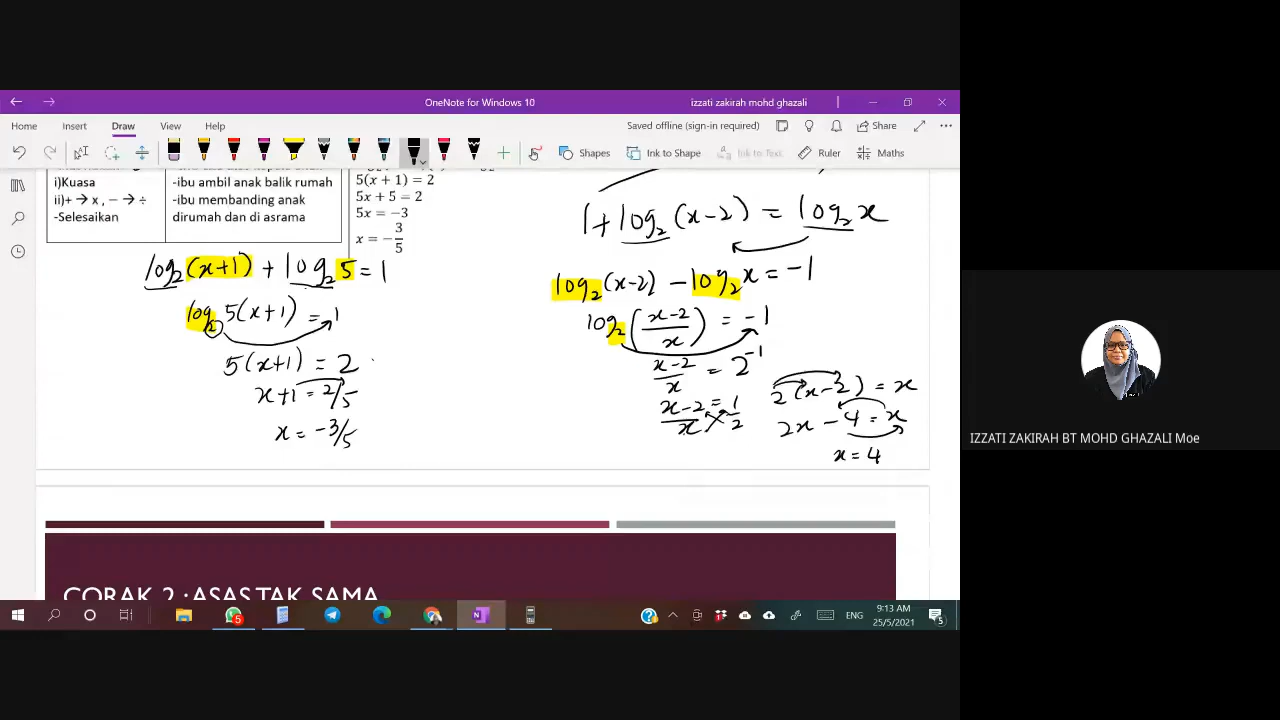 OneNote for Windows 10
izzati zakirah mohd ghazali
Home Insert Draw View Help
Saved offline (sign-in required)
Share
Shapes
Ink to Shape
Ink to Text
Ruler
Maths
i)Kuasa
ii)+ → x , − → ÷
-Selesaikan
-ibu ambil anak balik rumah
-ibu membanding anak
dirumah dan di asrama
5(x + 1) = 2
5x + 5 = 2
5x = −3
x = −3/5
log₂(x+1) + log₂5 = 1
log₂5(x+1) = 1
5(x+1) = 2
x+1 = 2/5
x = −3/5
1+log₂(x−2) = log₂x
log₂(x−2) − log₂x = −1
log₂((x−2)/x) = −1
(x−2)/x = 2⁻¹
(x−2)/x = 1/2
2(x−2) = x
2x − 4 = x
x = 4
CORAK 2 : ASAS TAK SAMA
IZZATI ZAKIRAH BT MOHD GHAZALI Moe
5
ENG
9:13 AM
25/5/2021
5